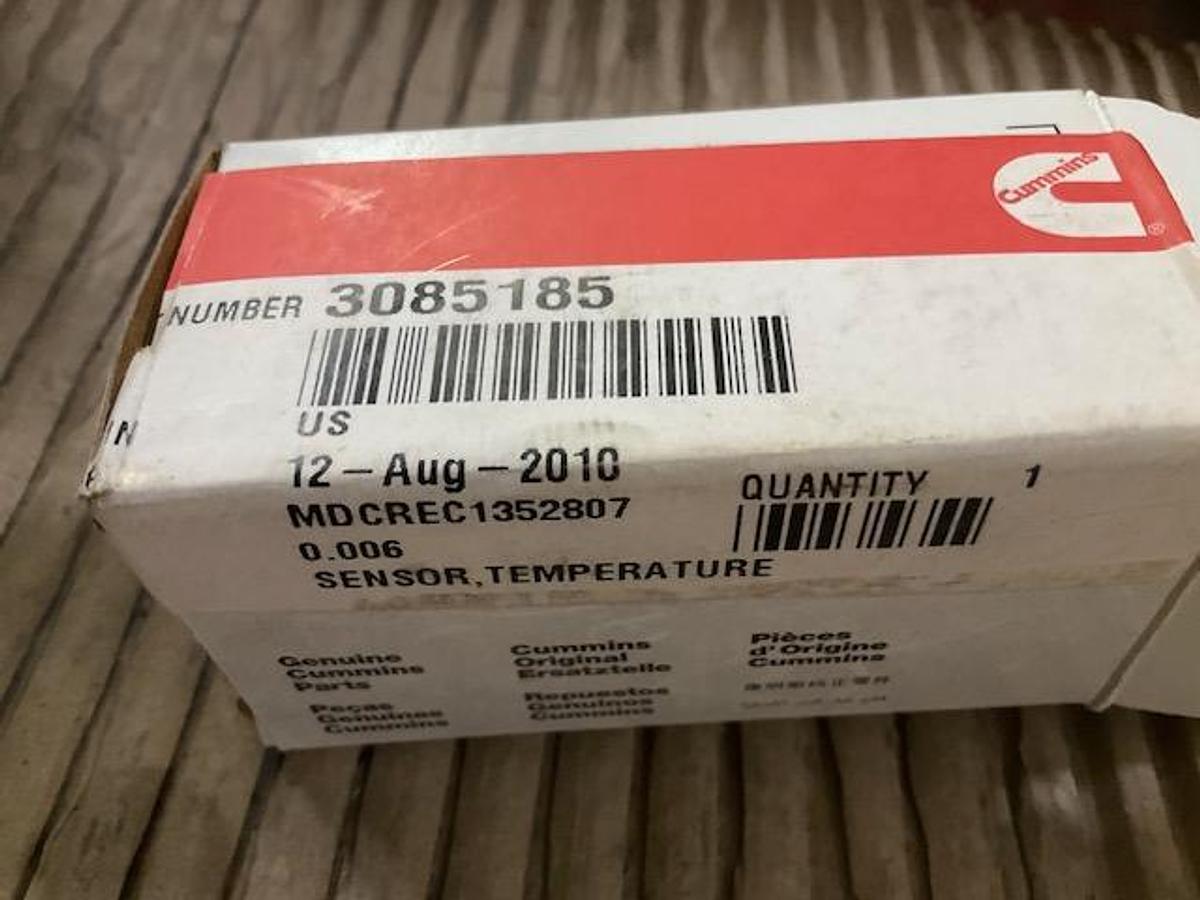 Cummins
®
NUMBER 3085185
US
12-Aug-2010
MDCREC1352807
QUANTITY 1
0.006
SENSOR,TEMPERATURE
Genuine
Cummins
Parts
Peças
Genuinas
Cummins
Cummins
Original
Ersatzteile
Repuestos
Genuinos
Cummins
Pièces
d'Origine
Cummins